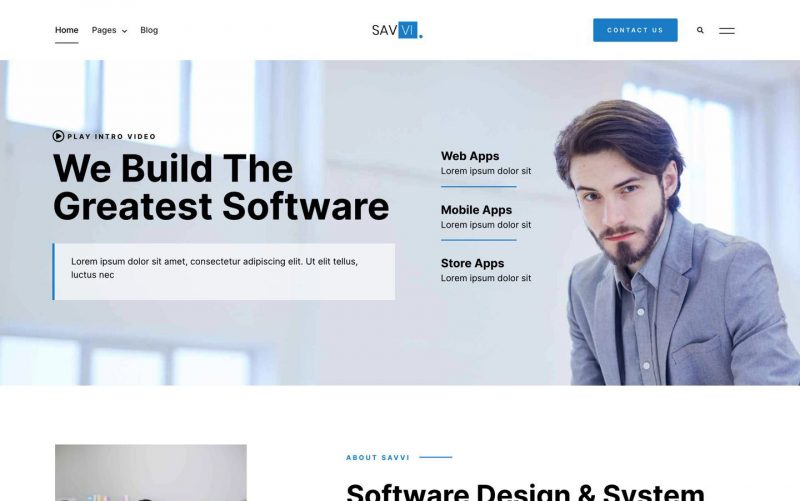 Home Pages Blog
SAVVI.
CONTACT US
PLAY INTRO VIDEO
We Build The
Greatest Software
Lorem ipsum dolor sit amet, consectetur adipiscing elit. Ut elit tellus,
luctus nec
Web Apps
Lorem ipsum dolor sit
Mobile Apps
Lorem ipsum dolor sit
Store Apps
Lorem ipsum dolor sit
ABOUT SAVVI
Software Design & System